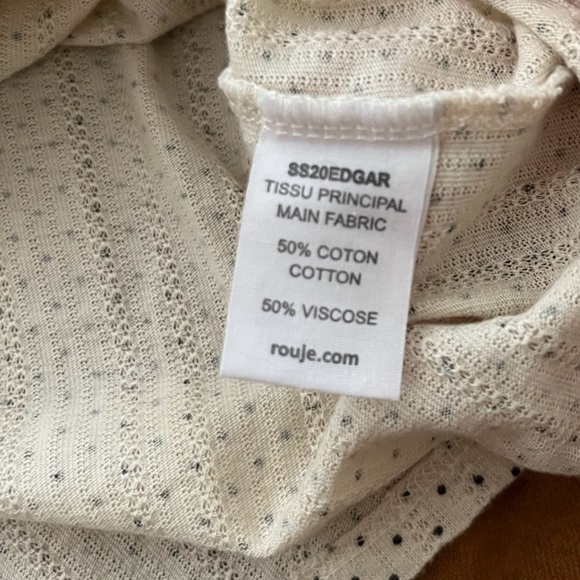 SS20EDGAR
TISSU PRINCIPAL
MAIN FABRIC
50% COTON
COTTON
50% VISCOSE
rouje.com